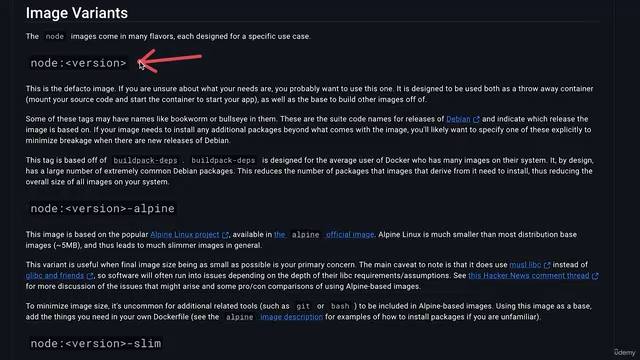 Image Variants
The node images come in many flavors, each designed for a specific use case.
node:<version>
This is the defacto image. If you are unsure about what your needs are, you probably want to use this one. It is designed to be used both as a throw away container
(mount your source code and start the container to start your app), as well as the base to build other images off of.
Some of these tags may have names like bookworm or bullseye in them. These are the suite code names for releases of Debian and indicate which release the
image is based on. If your image needs to install any additional packages beyond what comes with the image, you'll likely want to specify one of these explicitly to
minimize breakage when there are new releases of Debian.
This tag is based off of buildpack-deps. buildpack-deps is designed for the average user of Docker who has many images on their system. It, by design,
has a large number of extremely common Debian packages. This reduces the number of packages that images that derive from it need to install, thus reducing the
overall size of all images on your system.
node:<version>-alpine
This image is based on the popular Alpine Linux project, available in the alpine official image. Alpine Linux is much smaller than most distribution base
images (~5MB), and thus leads to much slimmer images in general.
This variant is useful when final image size being as small as possible is your primary concern. The main caveat to note is that it does use musl libc instead of
glibc and friends, so software will often run into issues depending on the depth of their libc requirements/assumptions. See this Hacker News comment thread
for more discussion of the issues that might arise and some pro/con comparisons of using Alpine-based images.
To minimize image size, it's uncommon for additional related tools (such as git or bash) to be included in Alpine-based images. Using this image as a base,
add the things you need in your own Dockerfile (see the alpine image description for examples of how to install packages if you are unfamiliar).
node:<version>-slim
udemy